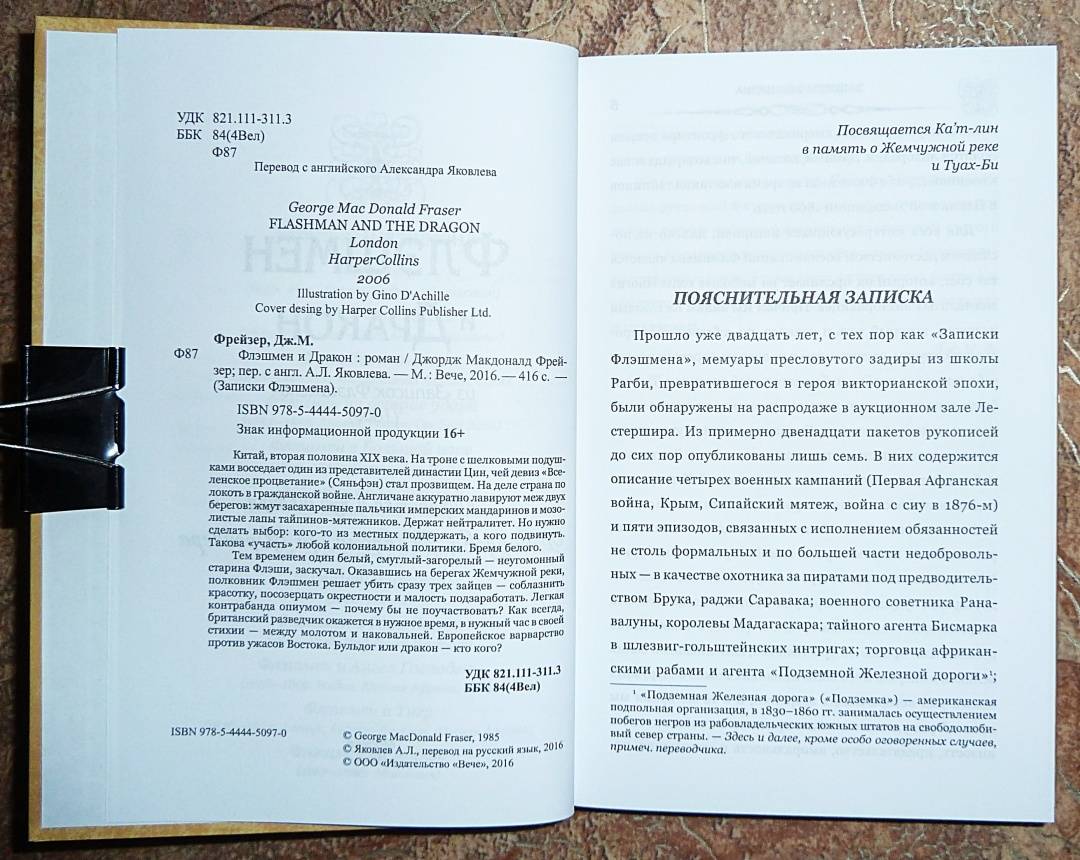 УДК 821.111-311.3
ББК 84(4Вел)
Ф87
Перевод с английского Александра Яковлева
George Mac Donald Fraser
FLASHMAN AND THE DRAGON
London
HarperCollins
2006
Illustration by Gino D'Achille
Cover desing by Harper Collins Publisher Ltd.
Фрейзер, Дж.М.
Ф87 Флэшмен и Дракон : роман / Джордж Макдоналд Фрей-
зер; пер. с англ. А.Л. Яковлева. — М. : Вече, 2016. — 416 с. —
(Записки Флэшмена).
ISBN 978-5-4444-5097-0
Знак информационной продукции 16+
Китай, вторая половина XIX века. На троне с шелковыми подуш-
ками восседает один из представителей династии Цин, чей девиз «Все-
ленское процветание» (Сяньфэн) стал прозвищем. На деле страна по
локоть в гражданской войне. Англичане аккуратно лавируют меж двух
берегов: жмут засахаренные пальчики имперских мандаринов и мозо-
листые лапы тайпинов-мятежников. Держат нейтралитет. Но нужно
сделать выбор: кого-то из местных поддержать, а кого подвинуть.
Такова «участь» любой колониальной политики. Бремя белого.
Тем временем один белый, смуглый-загорелый — неугомонный
старина Флэши, заскучал. Оказавшись на берегах Жемчужной реки,
полковник Флэшмен решает убить сразу трех зайцев — соблазнить
красотку, посозерцать окрестности и малость подзаработать. Легкая
контрабанда опиумом — почему бы не поучаствовать? Как всегда,
британский разведчик окажется в нужное время, в нужный час в своей
стихии — между молотом и наковальней. Европейское варварство
против ужасов Востока. Бульдог или дракон — кто кого?
УДК 821.111-311.3
ББК 84(4Вел)
ISBN 978-5-4444-5097-0
© George MacDonald Fraser, 1985
© Яковлев А.Л., перевод на русский язык, 2016
© ООО «Издательство «Вече», 2016
Посвящается Ка'т-лин
в память о Жемчужной реке
и Туах-Би
ПОЯСНИТЕЛЬНАЯ ЗАПИСКА
Прошло уже двадцать лет, с тех пор как «Записки
Флэшмена», мемуары пресловутого задиры из школы
Рагби, превратившегося в героя викторианской эпохи,
были обнаружены на распродаже в аукционном зале Ле-
стершира. Из примерно двенадцати пакетов рукописей
до сих пор опубликованы лишь семь. В них содержится
описание четырех военных кампаний (Первая Афганская
война, Крым, Сипайский мятеж, война с сиу в 1876-м)
и пяти эпизодов, связанных с исполнением обязанностей
не столь формальных и по большей части недоброволь-
ных — в качестве охотника за пиратами под предводитель-
ством Брука, раджи Саравака; военного советника Рана-
валуны, королевы Мадагаскара; тайного агента Бисмарка
в шлезвиг-гольштейнских интригах; торговца африкан-
скими рабами и агента «Подземной Железной дороги»¹;
¹ «Подземная Железная дорога» («Подземка») — американская
подпольная организация, в 1830–1860 гг. занималась осуществлением
побегов негров из рабовладельческих южных штатов на свободолюби-
вый север страны. — Здесь и далее, кроме особо оговоренных случаев,
примеч. переводчика.